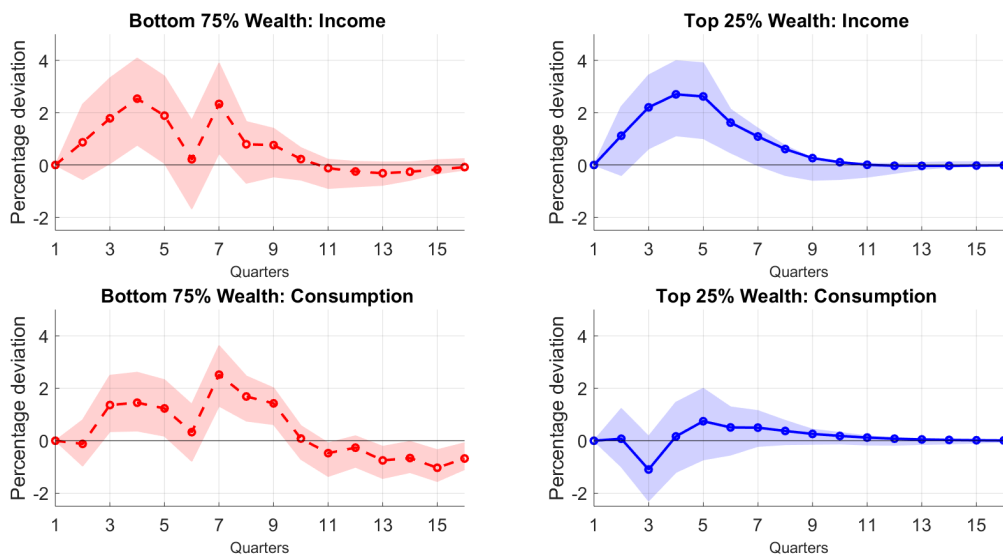 Bottom 75% Wealth: Income
Percentage deviation
4
2
0
-2
1 3 5 7 9 11 13 15
Quarters
Top 25% Wealth: Income
Percentage deviation
4
2
0
-2
1 3 5 7 9 11 13 15
Quarters
Bottom 75% Wealth: Consumption
Percentage deviation
4
2
0
-2
1 3 5 7 9 11 13 15
Quarters
Top 25% Wealth: Consumption
Percentage deviation
4
2
0
-2
1 3 5 7 9 11 13 15
Quarters